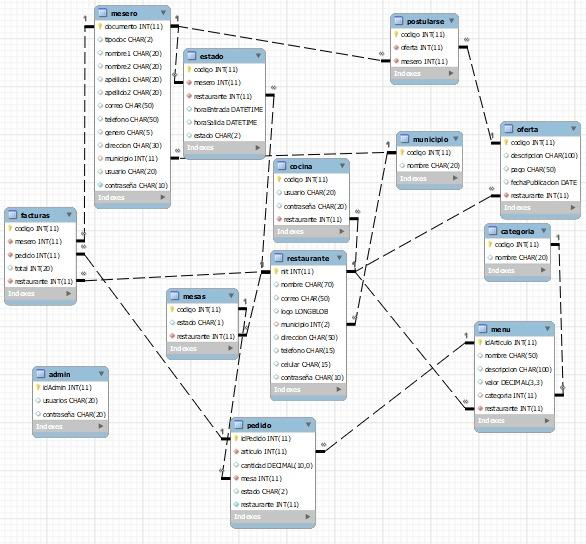 mesero
documento INT(11)
tipodoc CHAR(2)
nombre1 CHAR(20)
nombre2 CHAR(20)
apellido1 CHAR(20)
apellido2 CHAR(20)
correo CHAR(50)
telefono CHAR(50)
genero CHAR(5)
direccion CHAR(30)
municipio INT(11)
usuario CHAR(20)
contraseña CHAR(10)
Indexes
estado
codigo INT(11)
mesero INT(11)
restaurante INT(11)
horaEntrada DATETIME
horaSalida DATETIME
estado CHAR(2)
Indexes
postularse
codigo INT(11)
oferta INT(11)
mesero INT(11)
Indexes
municipio
codigo INT(11)
nombre CHAR(20)
Indexes
oferta
codigo INT(11)
descripcion CHAR(100)
pago CHAR(50)
fechaPublicacion DATE
restaurante INT(11)
Indexes
cocina
codigo INT(11)
usuario CHAR(20)
contraseña CHAR(20)
restaurante INT(11)
Indexes
facturas
codigo INT(11)
mesero INT(11)
pedido INT(11)
total INT(20)
restaurante INT(11)
Indexes
categoria
codigo INT(11)
nombre CHAR(20)
Indexes
restaurante
nit INT(11)
nombre CHAR(70)
correo CHAR(50)
logo LONGBLOB
municipio INT(2)
direccion CHAR(50)
telefono CHAR(15)
celular CHAR(15)
contraseña CHAR(10)
Indexes
mesas
codigo INT(11)
estado CHAR(1)
restaurante INT(11)
Indexes
menu
idArticulo INT(11)
nombre CHAR(50)
descripcion CHAR(100)
valor DECIMAL(3,3)
categoria INT(11)
restaurante INT(11)
Indexes
admin
idAdmin INT(11)
usuarios CHAR(20)
contraseña CHAR(20)
Indexes
pedido
idPedido INT(11)
articulo INT(11)
cantidad DECIMAL(10,0)
mesa INT(11)
estado CHAR(2)
restaurante INT(11)
Indexes